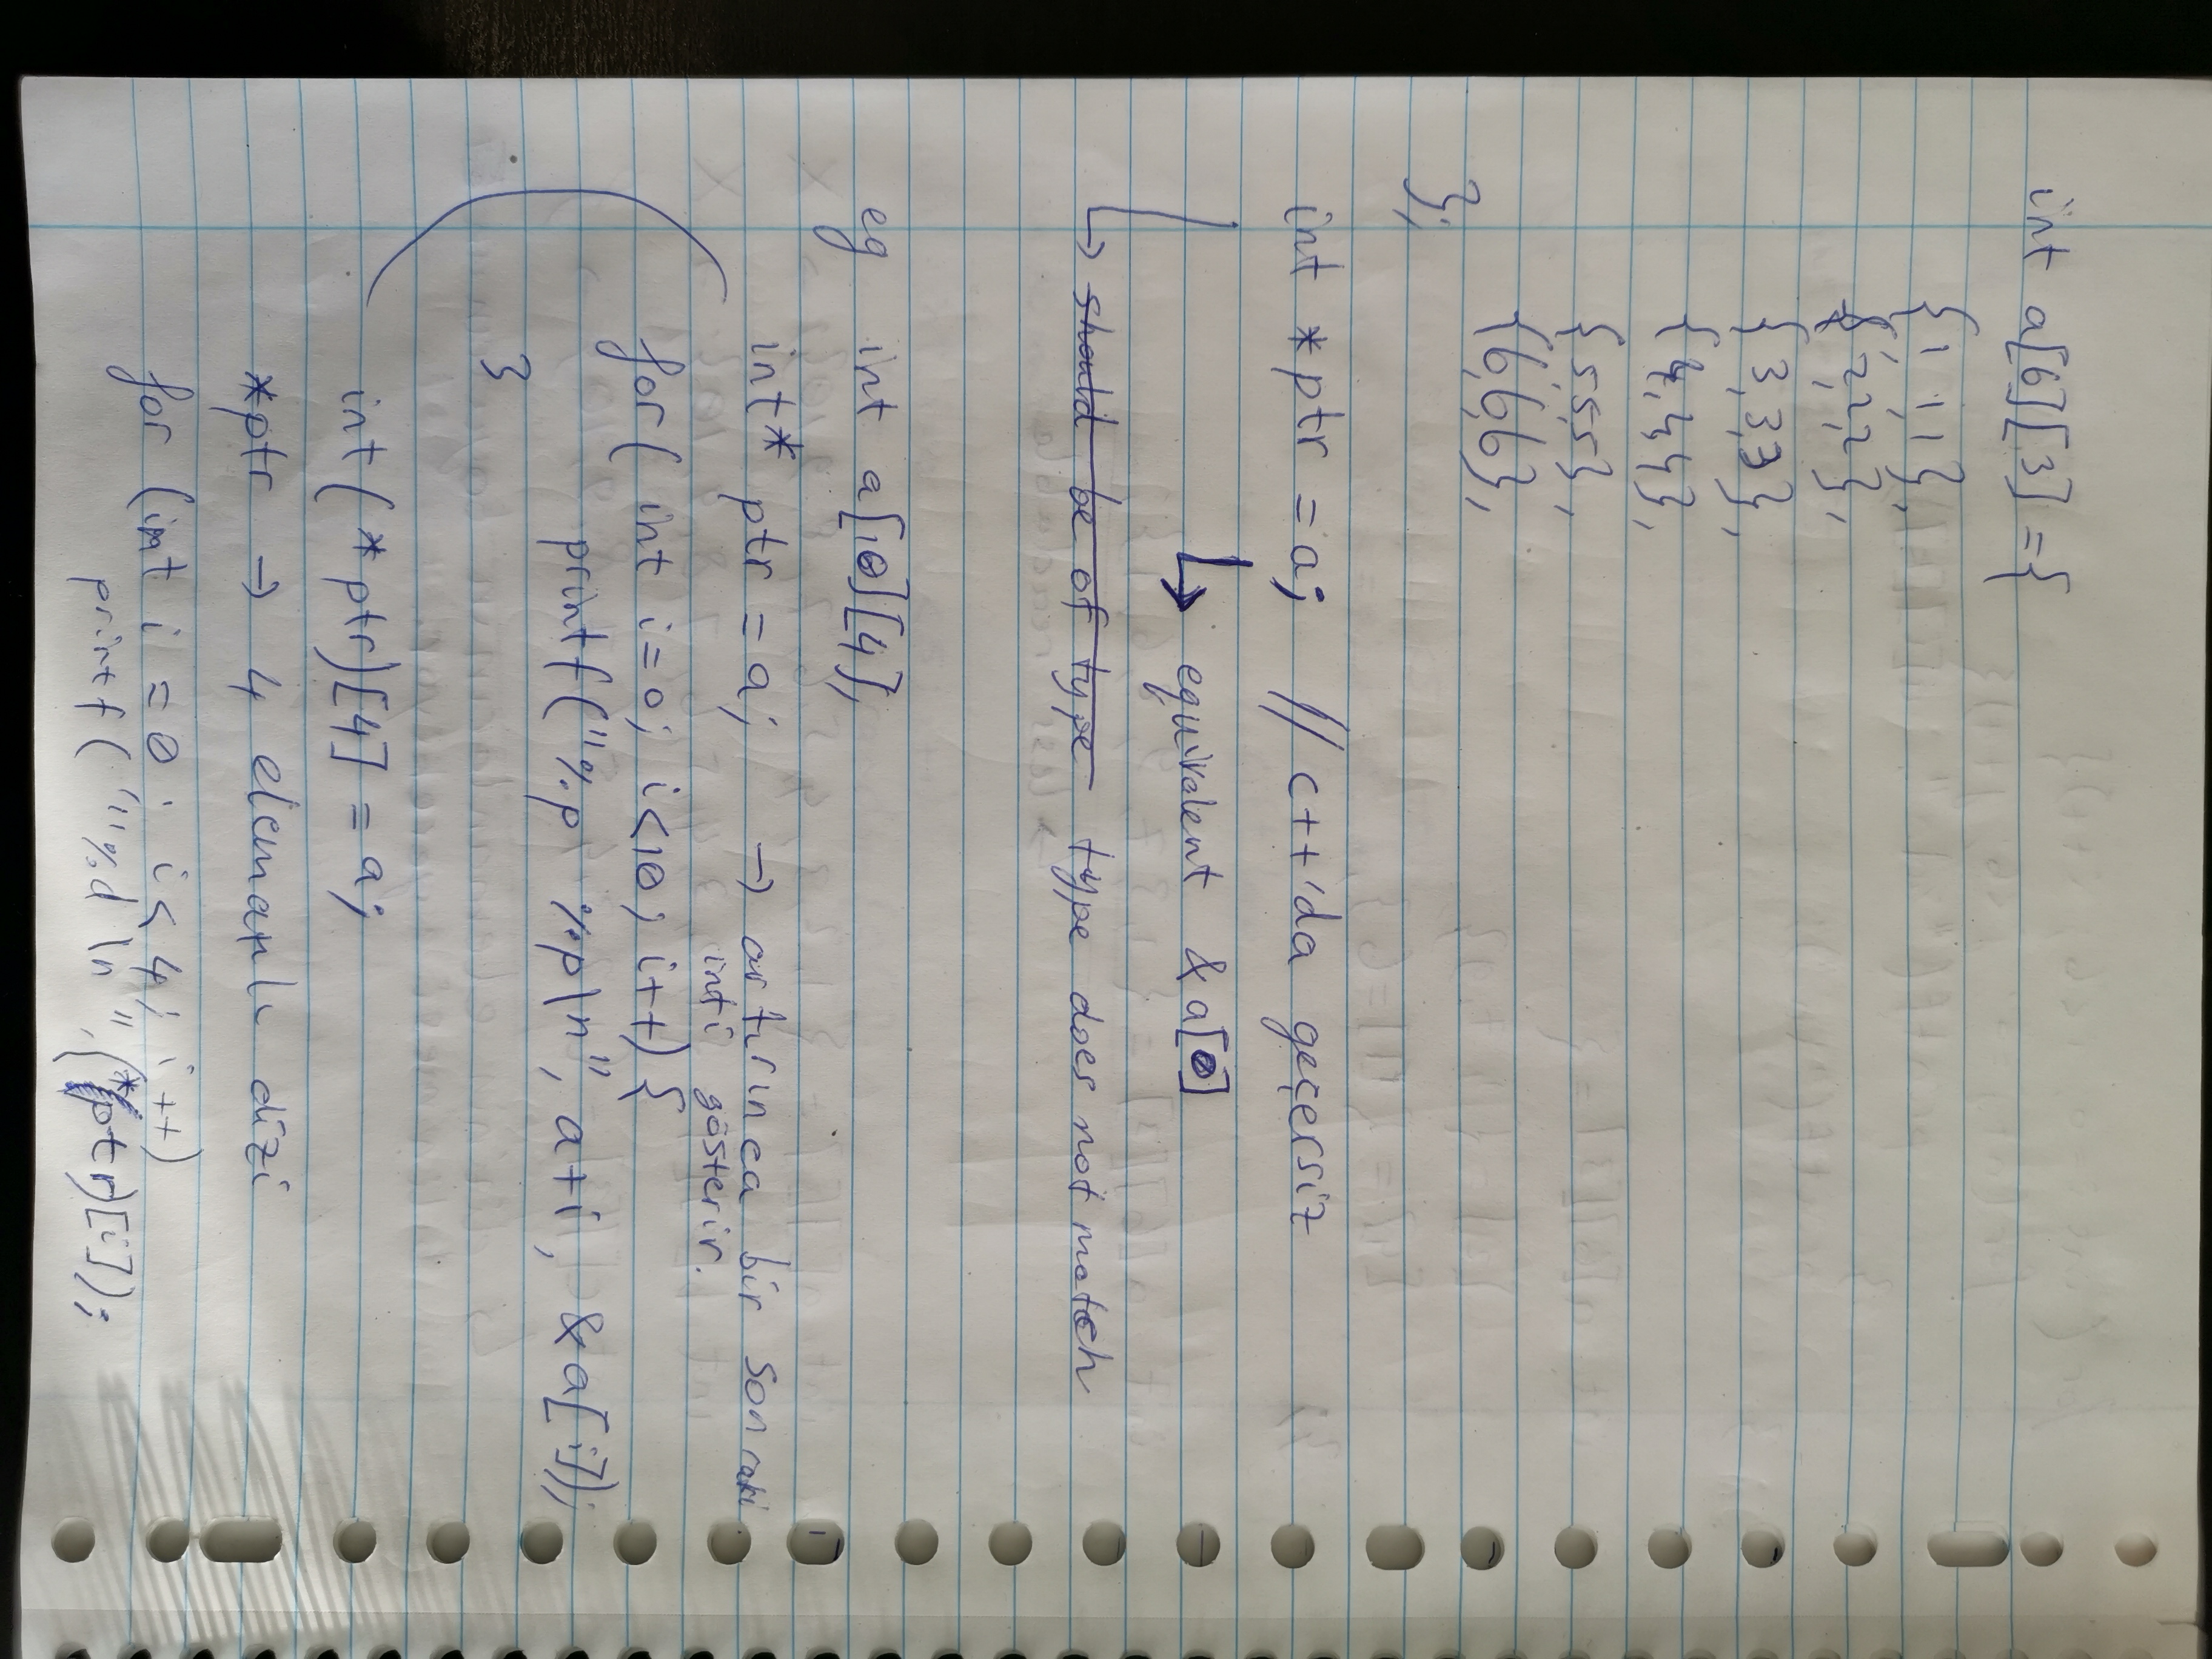 int a[6][3] ={
{1,1,1},
{2,2,2},
{3,3,3},
{4,4,4},
{5,5,5},
{6,6,6},
};
int *ptr = a; // c++'da geçersiz
↳ equivalent &a[0]
↳ ~~should be of type~~ type does not match
eg int a[10][4];
int* ptr = a; → artırınca bir sonraki
inti gösterir.
for( int i=0; i<10; i++) {
printf("%p %p\n", a+i, &a[i]);
}
int(*ptr)[4] = a;
*ptr → 4 elemanlı dizi
for (int i = 0; i < 4; i++)
printf("%d \n", (*ptr)[i]);